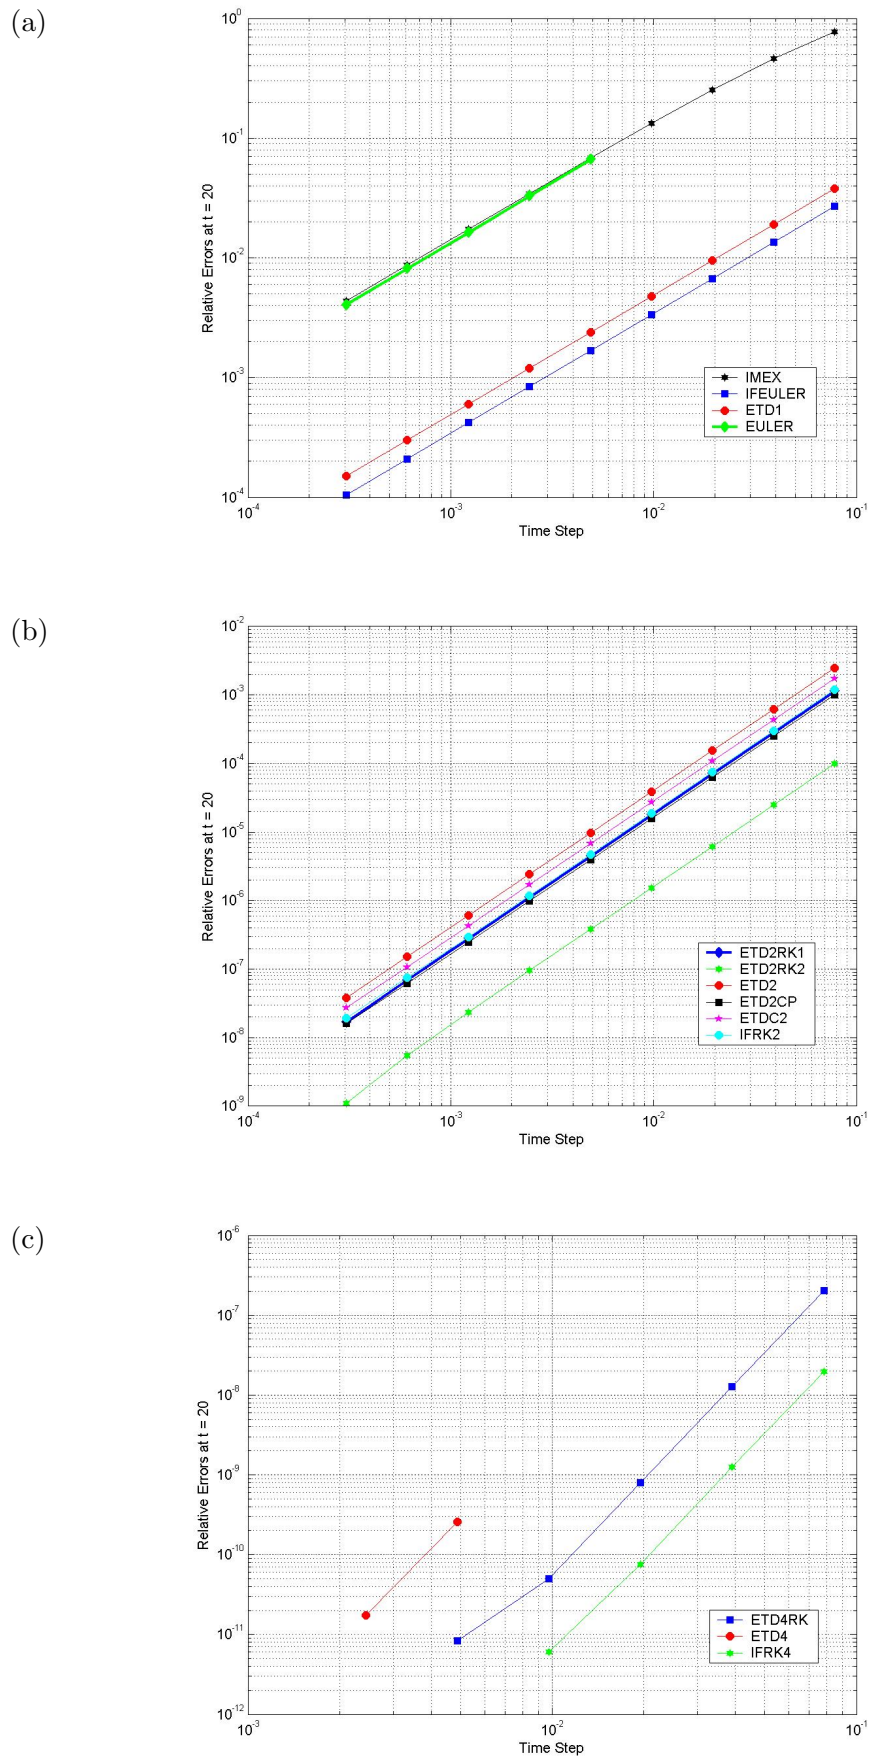 (a)
10^0
10^-1
10^-2
10^-3
10^-4
Relative Errors at t = 20
IMEX
IFEULER
ETD1
EULER
10^-4
10^-3
10^-2
10^-1
Time Step
(b)
10^-2
10^-3
10^-4
10^-5
10^-6
10^-7
10^-8
10^-9
Relative Errors at t = 20
ETD2RK1
ETD2RK2
ETD2
ETD2CP
ETDC2
IFRK2
10^-4
10^-3
10^-2
10^-1
Time Step
(c)
10^-6
10^-7
10^-8
10^-9
10^-10
10^-11
10^-12
Relative Errors at t = 20
ETD4RK
ETD4
IFRK4
10^-3
10^-2
10^-1
Time Step